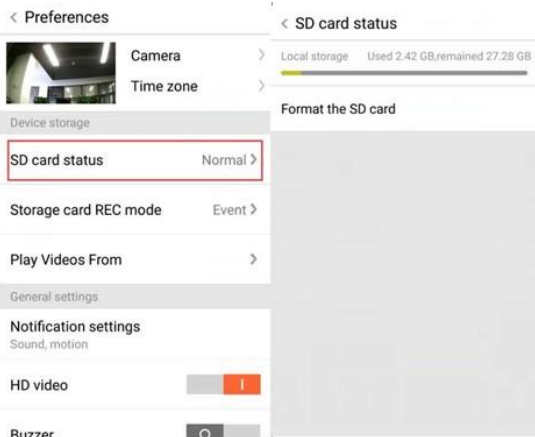 < Preferences
Camera >
Time zone >
Device storage
SD card status Normal >
Storage card REC mode Event >
Play Videos From >
General settings
Notification settings
Sound, motion
HD video
Buzzer
< SD card status
Local storage Used 2.42 GB,remained 27.28 GB
Format the SD card